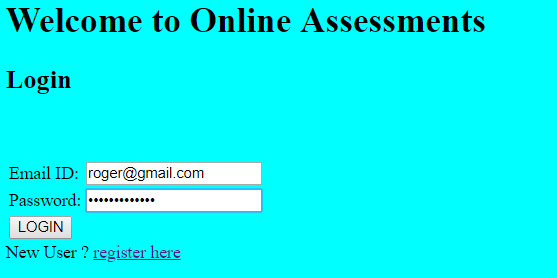 Welcome to Online Assessments
Login
Email ID: roger@gmail.com
Password: •••••••••••••
LOGIN
New User ? register here